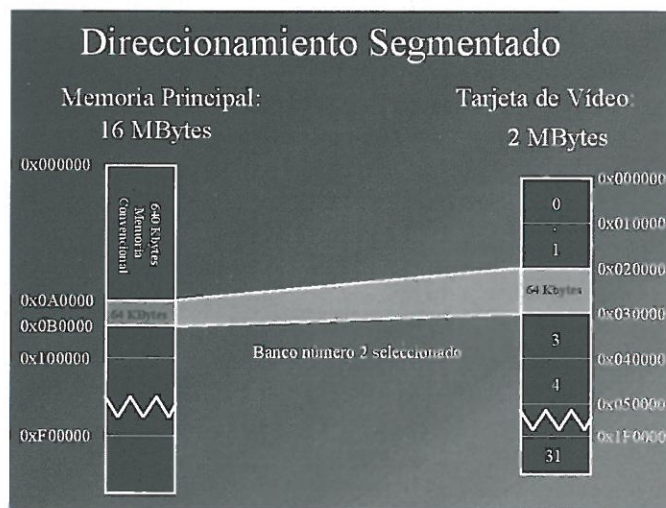 Direccionamiento Segmentado
Memoria Principal:
16 MBytes
Tarjeta de Vídeo:
2 MBytes
0x000000
640 Kbytes
Memoria
Convencional
0x0A0000
64 KBytes
0x0B0000
0x100000
0xF00000
Banco número 2 seleccionado
0x000000
0
0x010000
1
0x020000
64 Kbytes
0x030000
3
0x040000
4
0x050000
0x1F0000
31